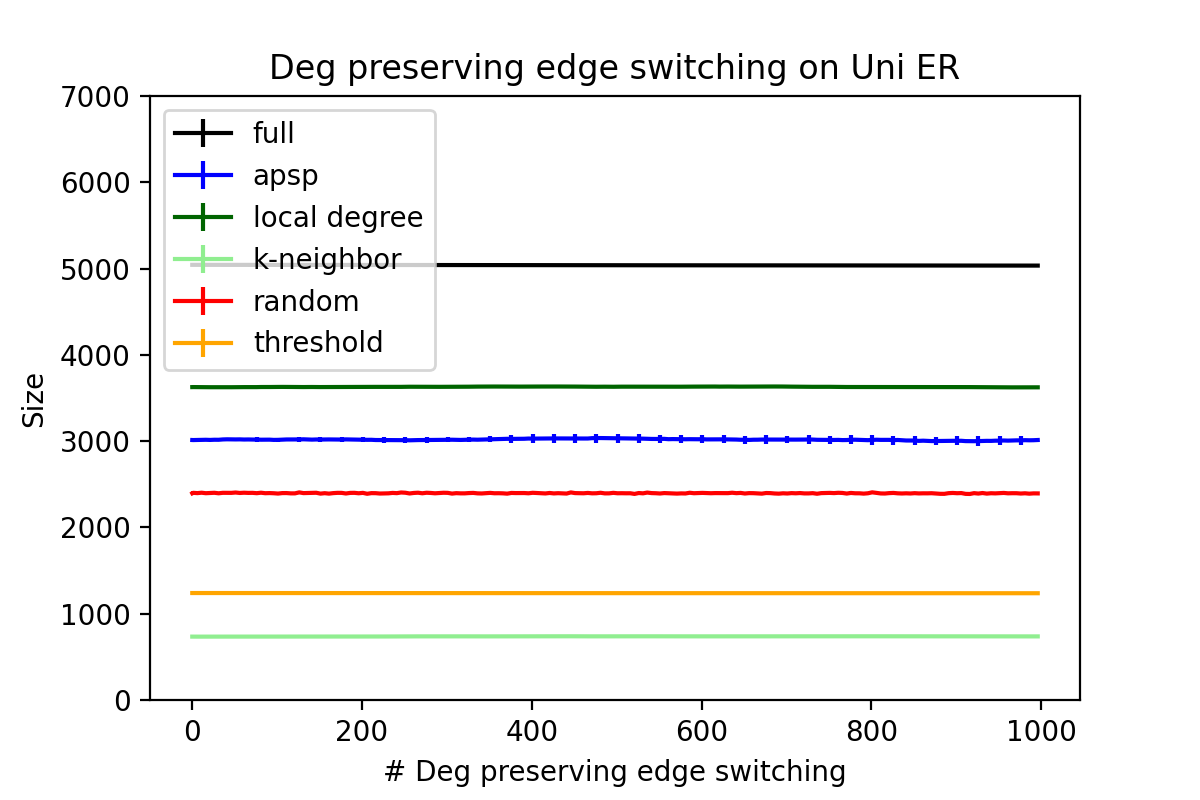 Deg preserving edge switching on Uni ER
7000
6000
5000
4000
3000
2000
1000
0
Size
full
apsp
local degree
k-neighbor
random
threshold
0 200 400 600 800 1000
# Deg preserving edge switching